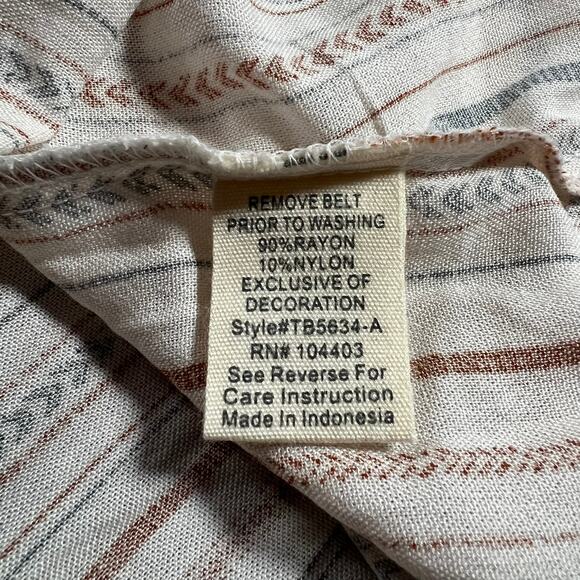 REMOVE BELT
PRIOR TO WASHING
90%RAYON
10%NYLON
EXCLUSIVE OF
DECORATION
Style#TB5634-A
RN# 104403
See Reverse For
Care Instruction
Made In Indonesia